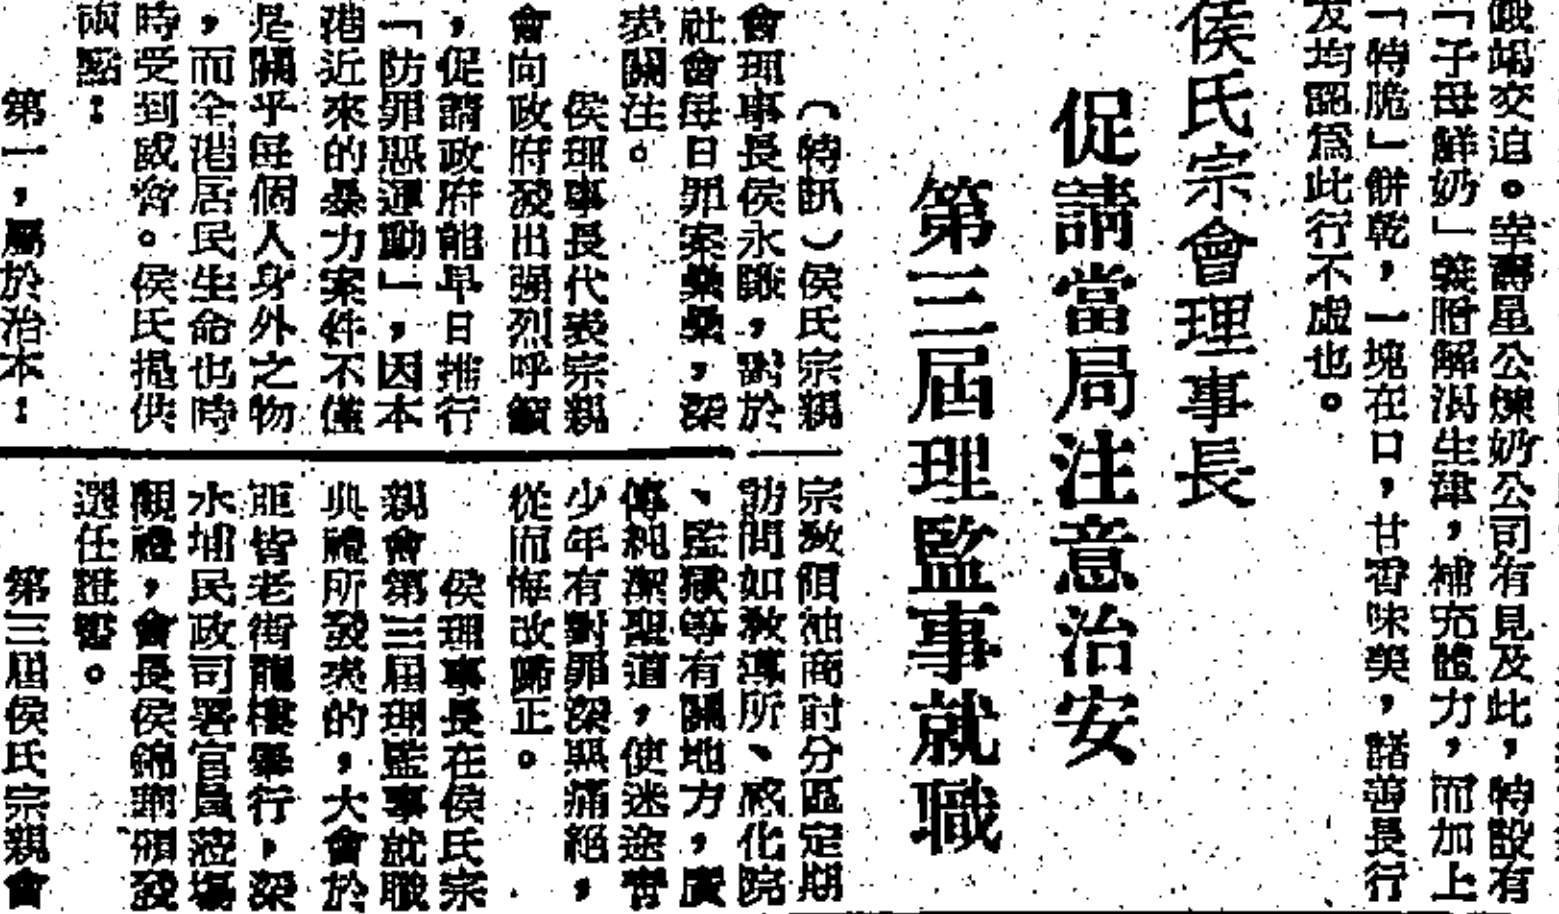 餓竭交迫。幸壽星公煉奶公司有見及此，特設有
「子母鮮奶」義贈解渴生津，補充體力，而加上
「特脆」餅乾，一塊在口，甘香味美，諸善長行
友均認為此行不虛也。
侯氏宗會理事長
促請當局注意治安
第三屆理監事就職
（特訊）侯氏宗親
會理事長侯永　，對於
社會每日罪案纍纍，深
表關注。
侯理事長代表宗親
會向政府發出强烈呼籲
，促請政府能早日推行
「防罪惡運動」，因本
港近來的暴力案件不僅
是關乎每個人身外之物
，而全港居民生命也時
時受到威脅。侯氏提供
兩點：
第一，屬於治本：
宗教領袖商討分區定期
訪問如教導所、感化院
、監獄等有關地方，廣
傳純潔聖道，使迷途青
少年有對罪深惡痛絕，
從而悔改歸正。
侯理事長在侯氏宗
親會第三屆理監事就職
典禮所發表的，大會於
亞皆老街龍樓舉行，深
水埔民政司署官員蒞場
觀禮，會長侯錦　頒發
選任證書。
第三屆侯氏宗親會